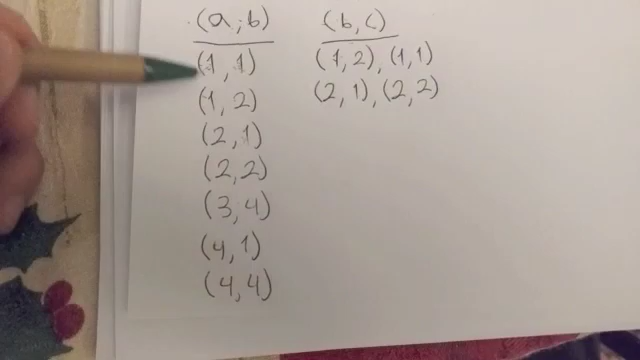 (a,b) (b,c)
(1,1) (1,2), (1,1)
(1,2) (2,1), (2,2)
(2,1)
(2,2)
(3,4)
(4,1)
(4,4)